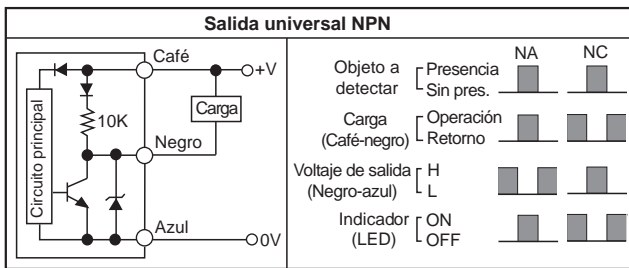 Salida universal NPN
Café
+V
Carga
10K
Circuito principal
Negro
Azul
0V
NA NC
Objeto a detectar
Presencia
Sin pres.
Carga (Café-negro)
Operación
Retorno
Voltaje de salida (Negro-azul)
H
L
Indicador (LED)
ON
OFF